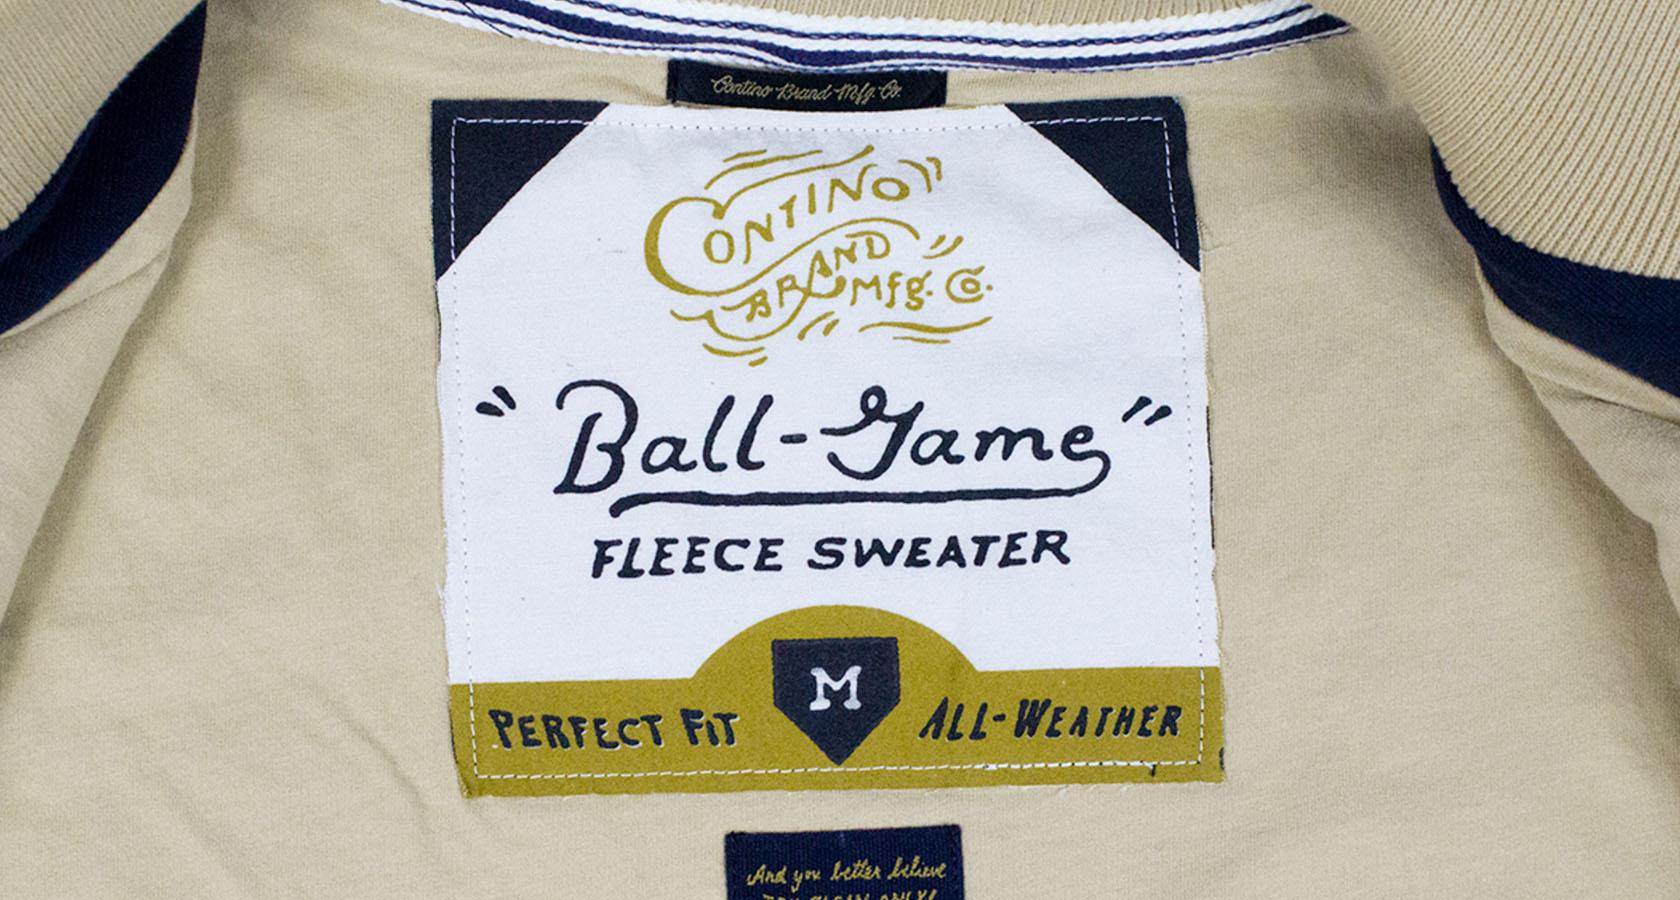 Contino Brand Mfg. Co.
CONTINO
BRAND Mfg. Co.
"Ball-Game"
FLEECE SWEATER
M
PERFECT FIT
ALL-WEATHER
And you better believe